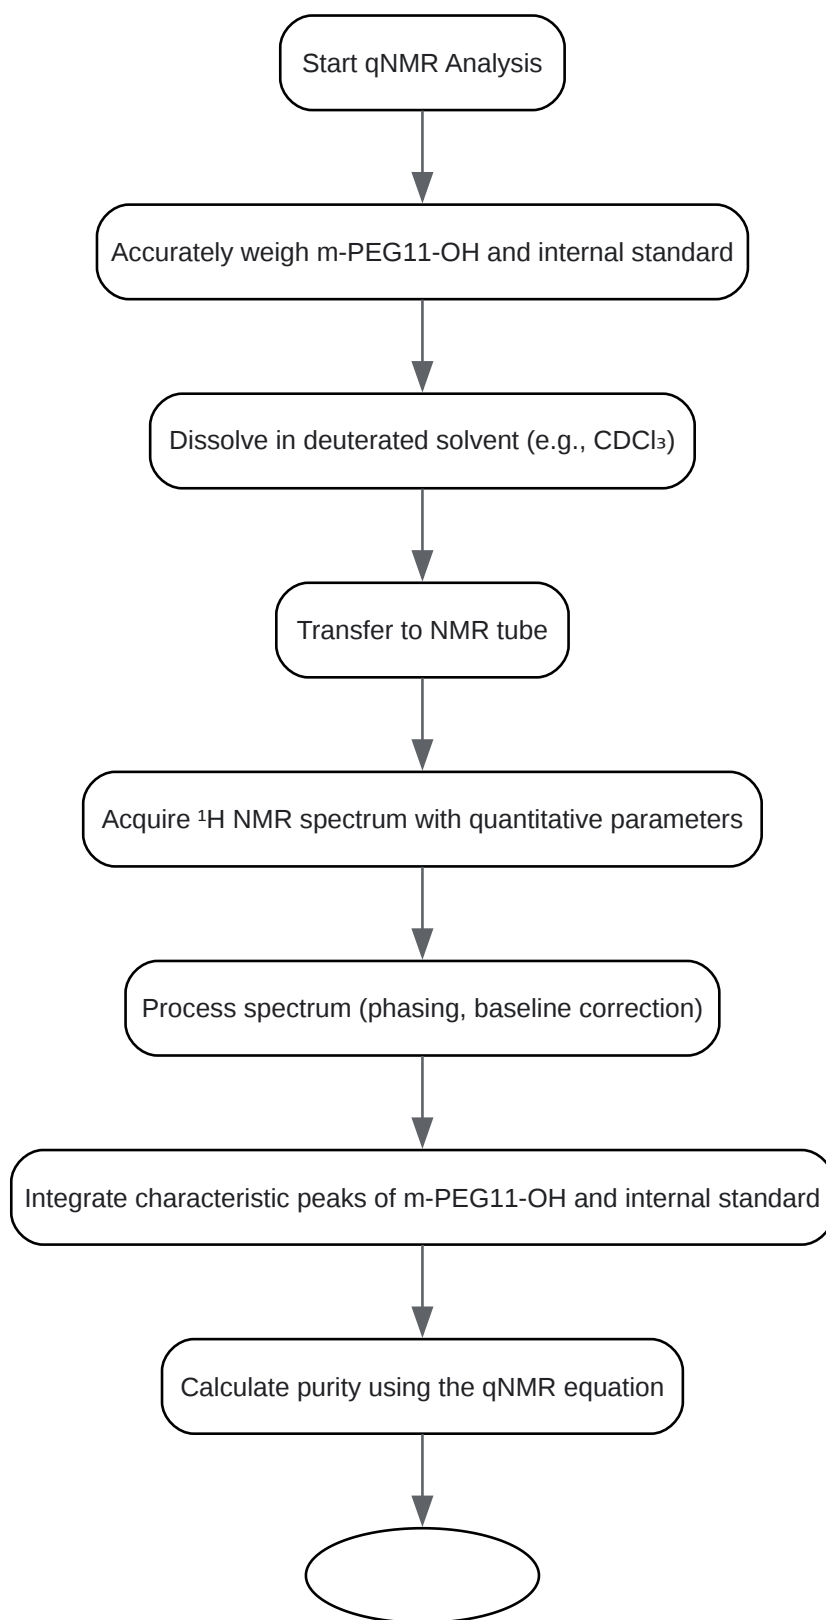 Start qNMR Analysis
Accurately weigh m-PEG11-OH and internal standard
Dissolve in deuterated solvent (e.g., CDCl₃)
Transfer to NMR tube
Acquire ¹H NMR spectrum with quantitative parameters
Process spectrum (phasing, baseline correction)
Integrate characteristic peaks of m-PEG11-OH and internal standard
Calculate purity using the qNMR equation